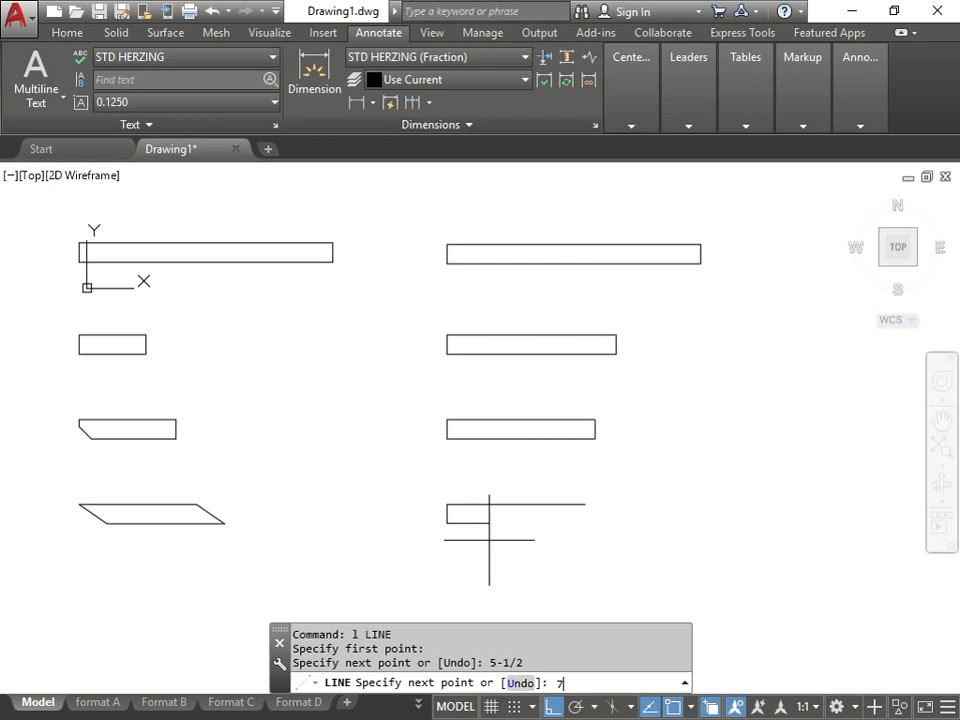 A Drawing1.dwg Type a keyword or phrase Sign In ?
Home Solid Surface Mesh Visualize Insert Annotate View Manage Output Add-ins Collaborate Express Tools Featured Apps
A
Multiline
Text
ABC STD HERZING
Find text
A 0.1250
Text
Dimension
STD HERZING (Fraction)
Use Current
Dimensions
Cente...
Leaders
Tables
Markup
Anno...
Start Drawing1*
[−][Top][2D Wireframe]
Y
X
N
W TOP E
S
WCS
Command: l LINE
Specify first point:
Specify next point or [Undo]: 5-1/2
LINE Specify next point or [Undo]: 7
Model format A Format B Format C Format D MODEL 1:1